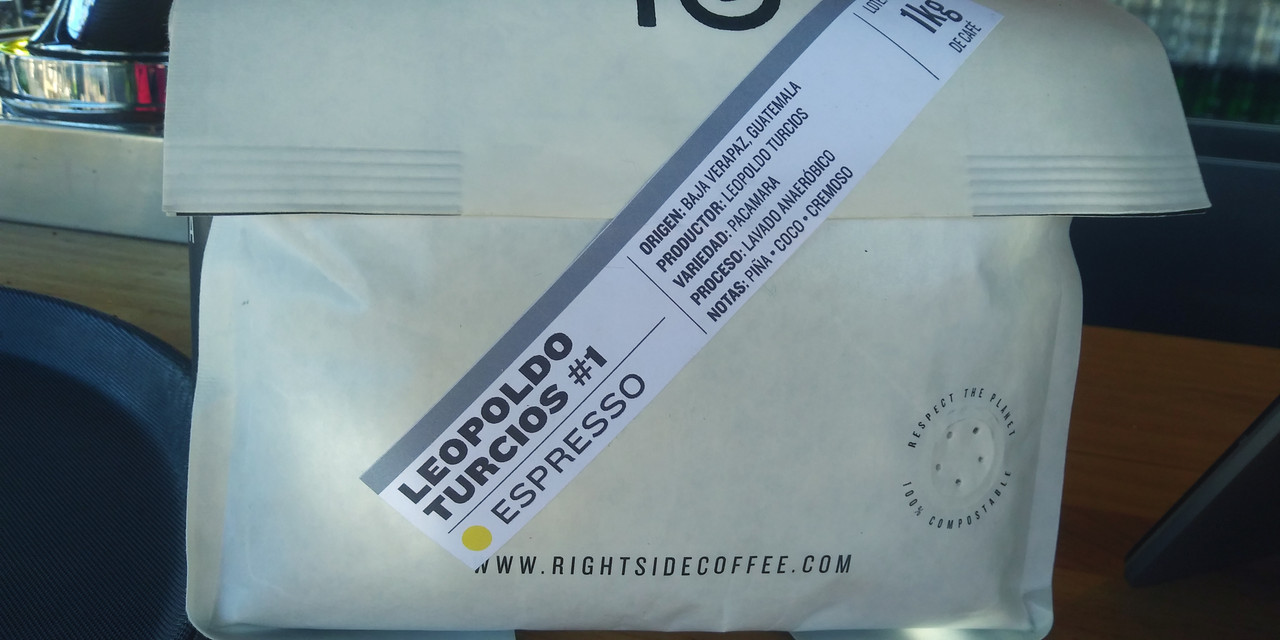 1kg
DE CAFÉ
ORIGEN: BAJA VERAPAZ, GUATEMALA
PRODUCTOR: LEOPOLDO TURCIOS
VARIEDAD: PACAMARA
PROCESO: LAVADO ANAERÓBICO
NOTAS: PIÑA • COCO • CREMOSO
LEOPOLDO
TURCIOS #1
ESPRESSO
RESPECT THE PLANET
100% COMPOSTABLE
WWW.RIGHTSIDECOFFEE.COM